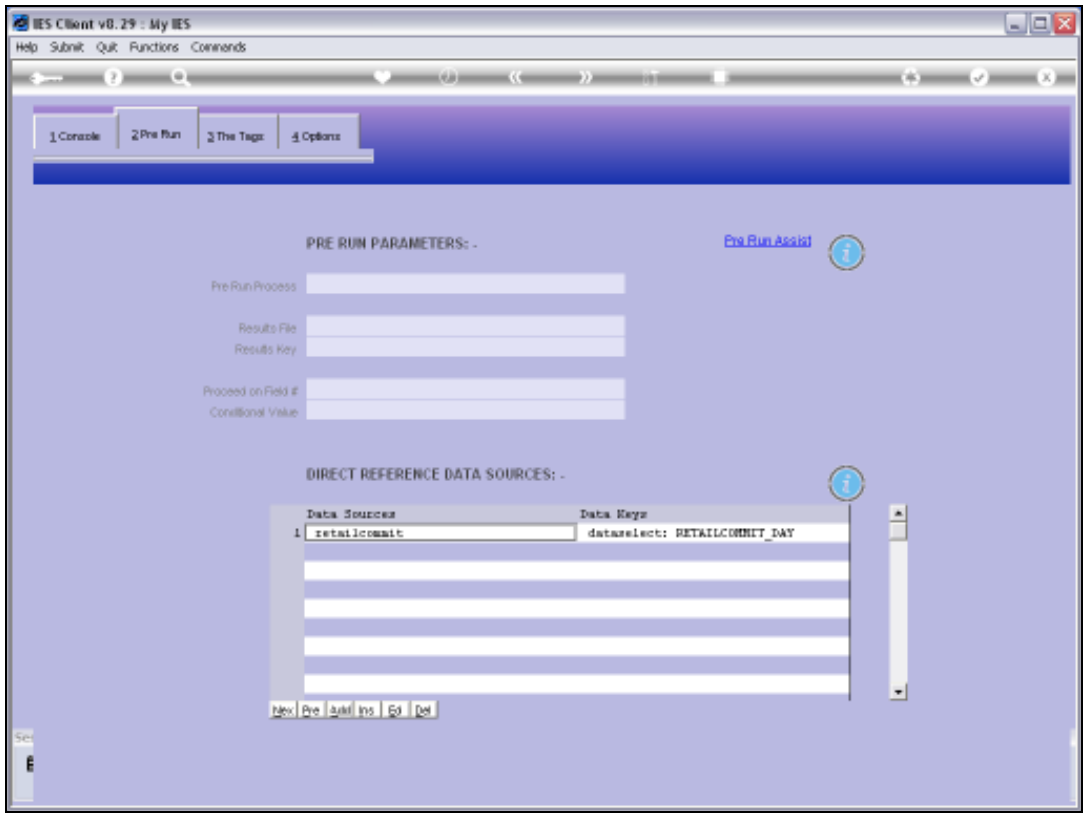 IES Client v8.29 : My IES
Help Submit Quit Functions Commands
1 Console 2 Pre Run 3 The Tags 4 Options
PRE RUN PARAMETERS: -
Pre Run Assist
Pre Run Process
Results File
Results Key
Proceed on Field #
Conditional Value
DIRECT REFERENCE DATA SOURCES: -
Data Sources Data Keys
1 retailcommit dataselect: RETAILCOMMIT_DAY
Nex Pre Add Ins Ed Del